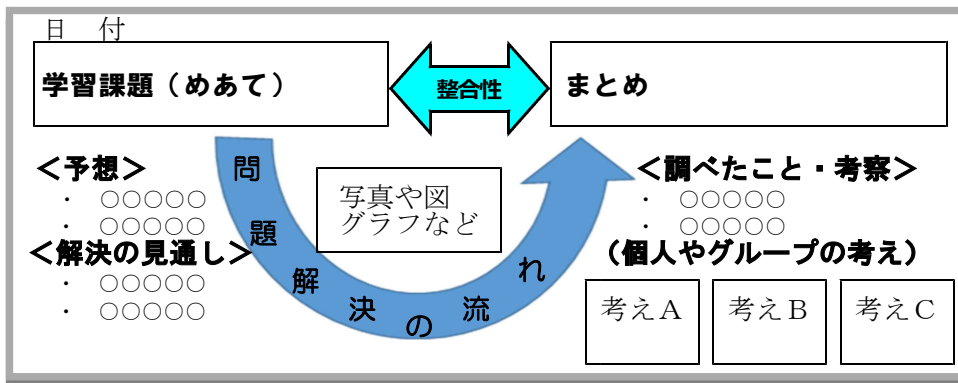 日　付
学習課題（めあて）
整合性
まとめ
＜予想＞
・　○○○○○
・　○○○○○
＜解決の見通し＞
・　○○○○○
・　○○○○○
問題解決の流れ
写真や図
グラフなど
＜調べたこと・考察＞
・　○○○○○
・　○○○○○
（個人やグループの考え）
考えＡ
考えＢ
考えＣ